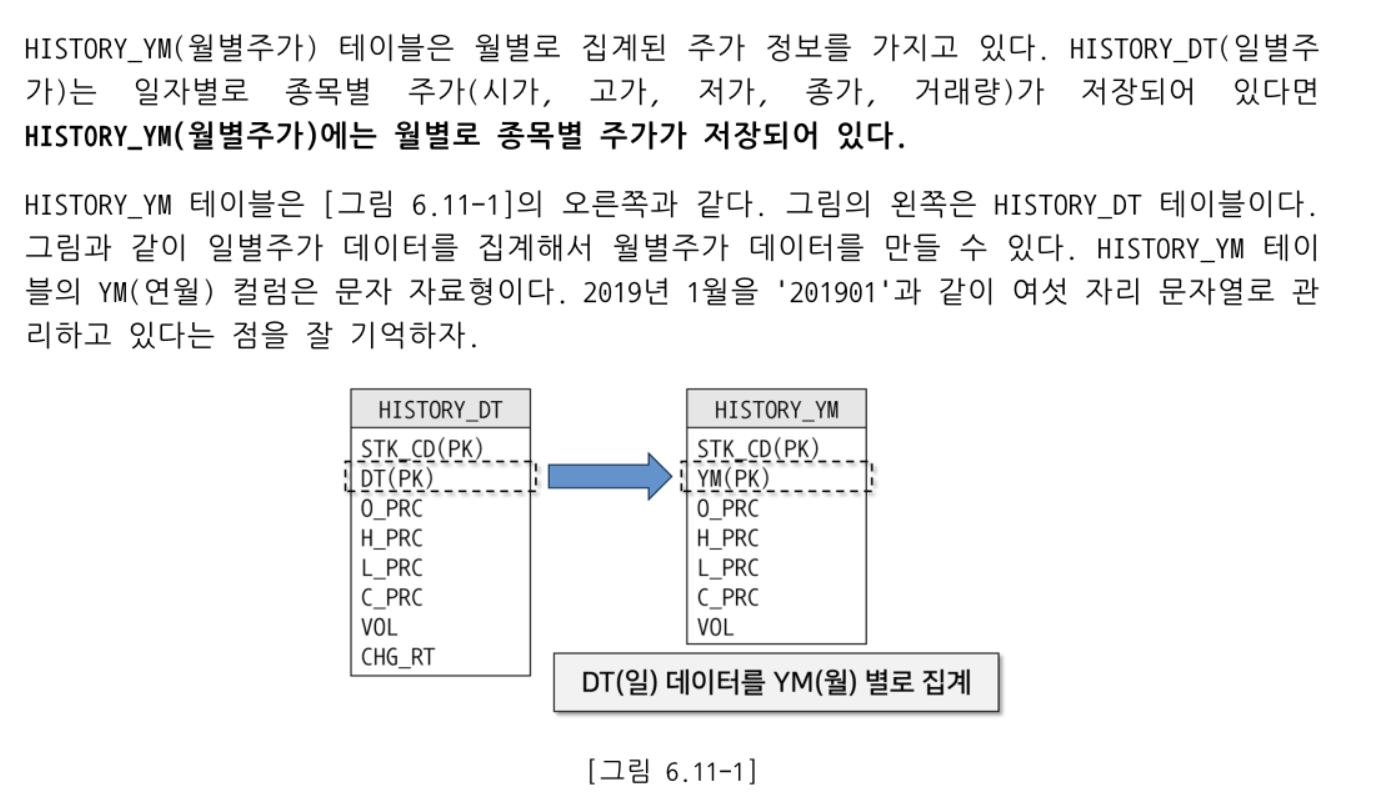 HISTORY_YM(월별주가) 테이블은 월별로 집계된 주가 정보를 가지고 있다. HISTORY_DT(일별주
가)는 일자별로 종목별 주가(시가, 고가, 저가, 종가, 거래량)가 저장되어 있다면
HISTORY_YM(월별주가)에는 월별로 종목별 주가가 저장되어 있다.
HISTORY_YM 테이블은 [그림 6.11-1]의 오른쪽과 같다. 그림의 왼쪽은 HISTORY_DT 테이블이다.
그림과 같이 일별주가 데이터를 집계해서 월별주가 데이터를 만들 수 있다. HISTORY_YM 테이
블의 YM(연월) 컬럼은 문자 자료형이다. 2019년 1월을 '201901'과 같이 여섯 자리 문자열로 관
리하고 있다는 점을 잘 기억하자.
HISTORY_DT
STK_CD(PK)
DT(PK)
O_PRC
H_PRC
L_PRC
C_PRC
VOL
CHG_RT
HISTORY_YM
STK_CD(PK)
YM(PK)
O_PRC
H_PRC
L_PRC
C_PRC
VOL
DT(일) 데이터를 YM(월) 별로 집계
[그림 6.11-1]